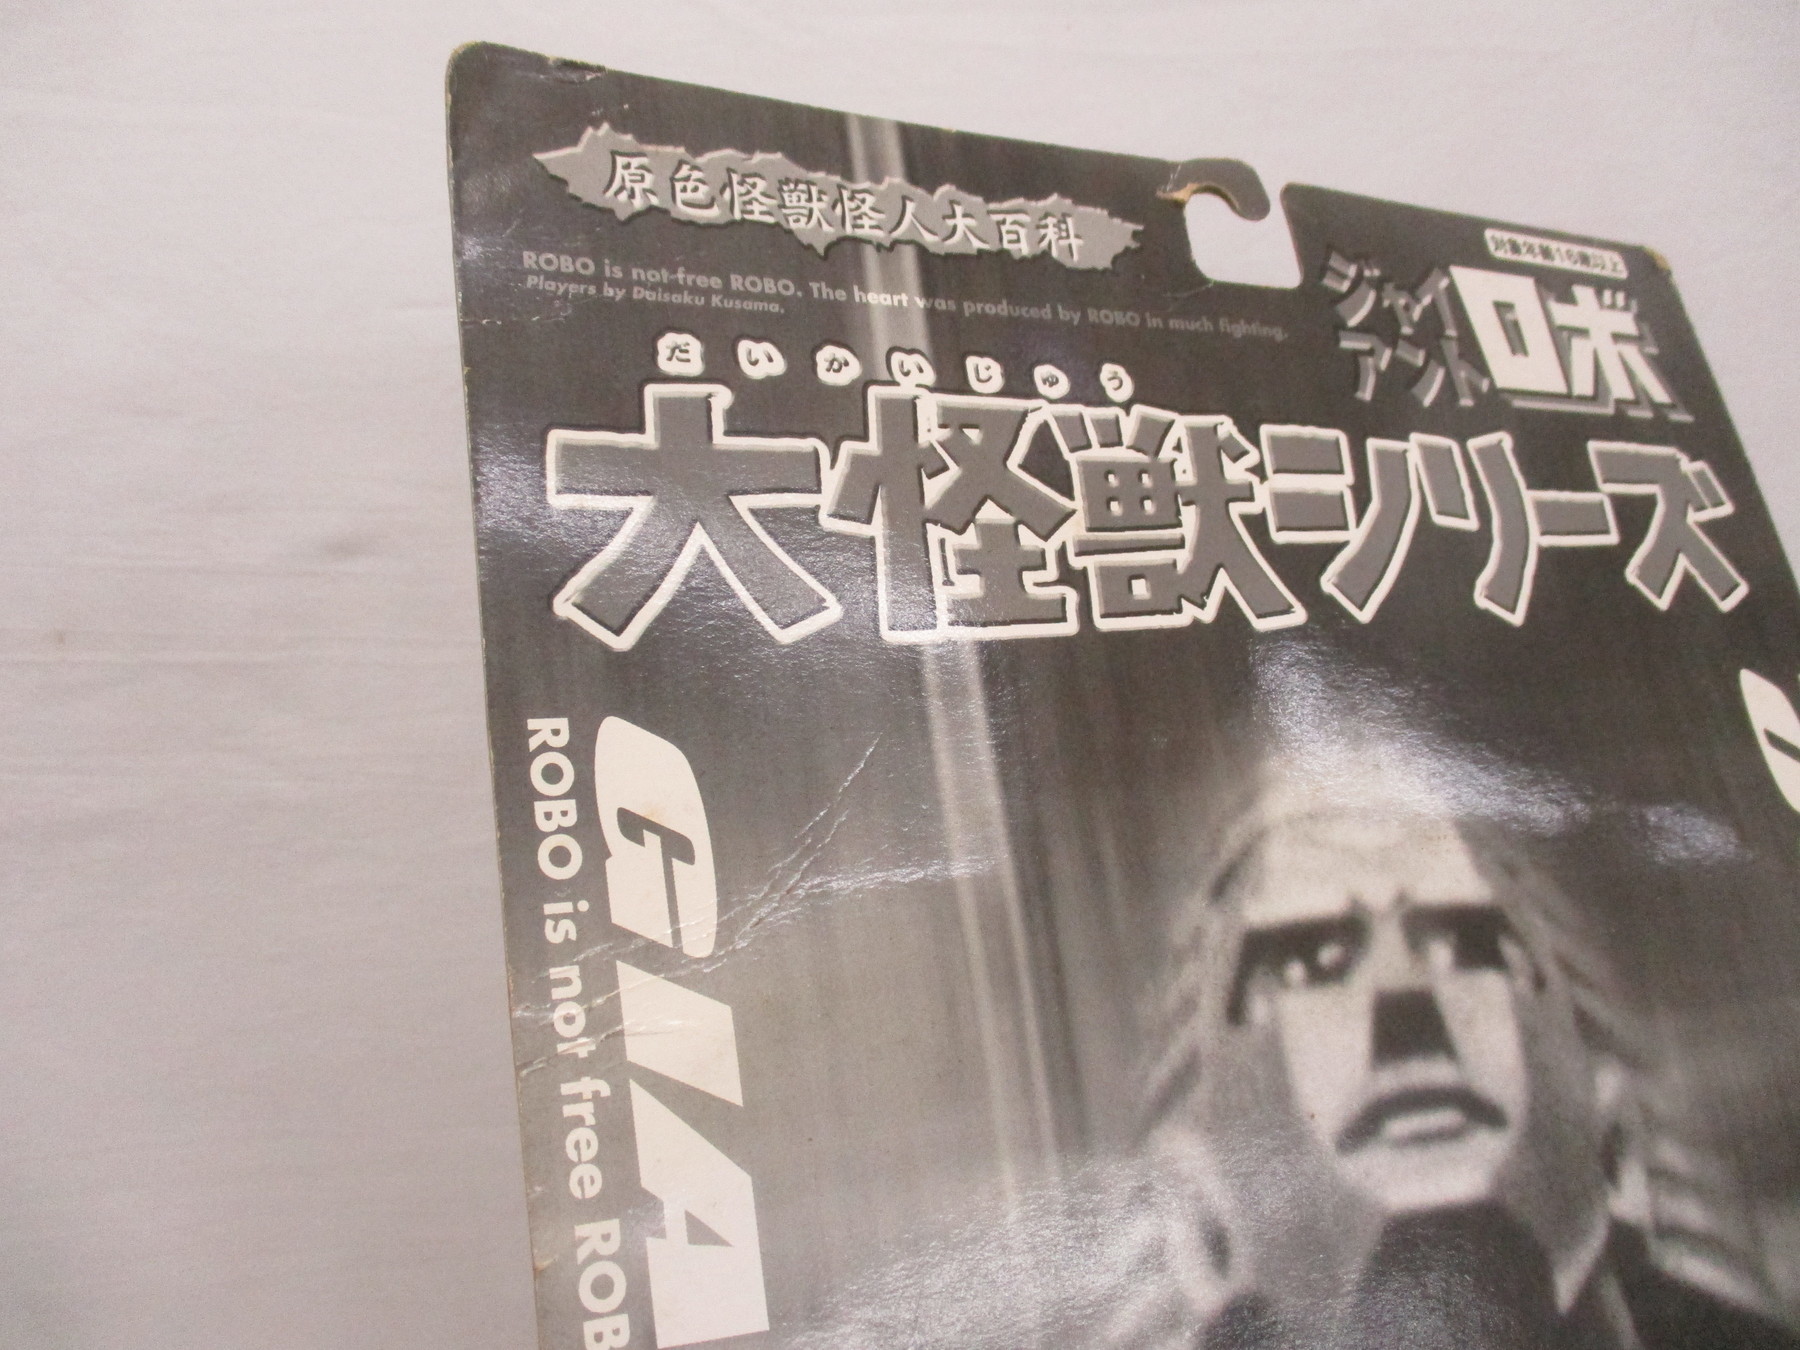 原色怪獣怪人大百科
ROBO is not free ROBO. The heart was produced by ROBO in much fighting.
Players by Daisaku Kusama.
対象年齢16歳以上
ジャイ
アント
ロボ
だいかいじゅう
大怪獣シリーズ
GIA
ROBO is not free ROB